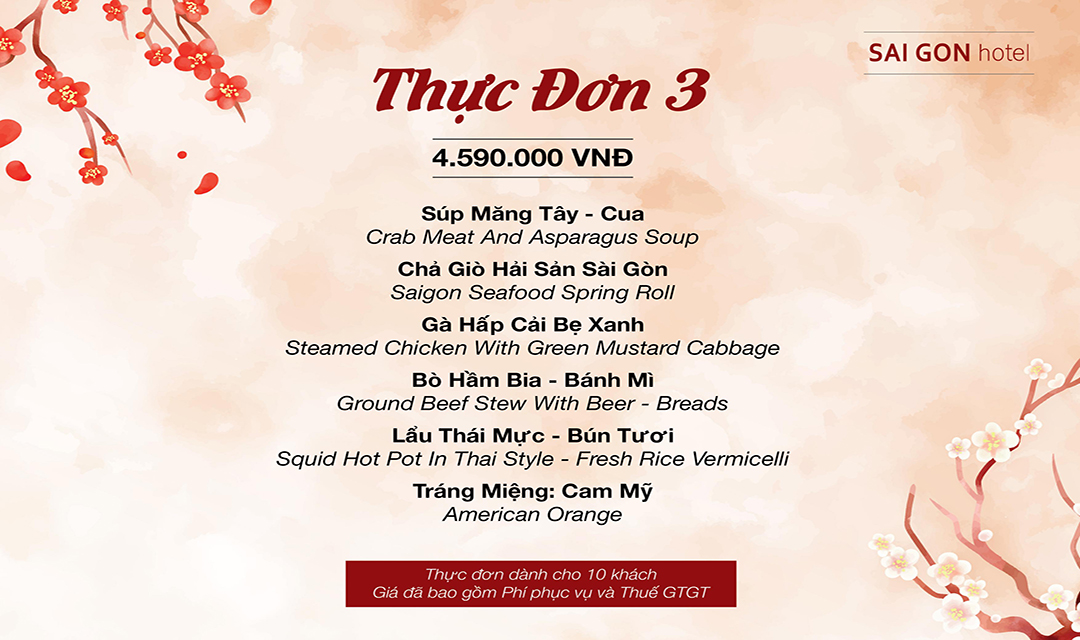 SAI GON hotel
Thực Đơn 3
4.590.000 VNĐ
Súp Măng Tây - Cua
Crab Meat And Asparagus Soup
Chả Giò Hải Sản Sài Gòn
Saigon Seafood Spring Roll
Gà Hấp Cải Bẹ Xanh
Steamed Chicken With Green Mustard Cabbage
Bò Hầm Bia - Bánh Mì
Ground Beef Stew With Beer - Breads
Lẩu Thái Mực - Bún Tươi
Squid Hot Pot In Thai Style - Fresh Rice Vermicelli
Tráng Miệng: Cam Mỹ
American Orange
Thực đơn dành cho 10 khách
Giá đã bao gồm Phí phục vụ và Thuế GTGT